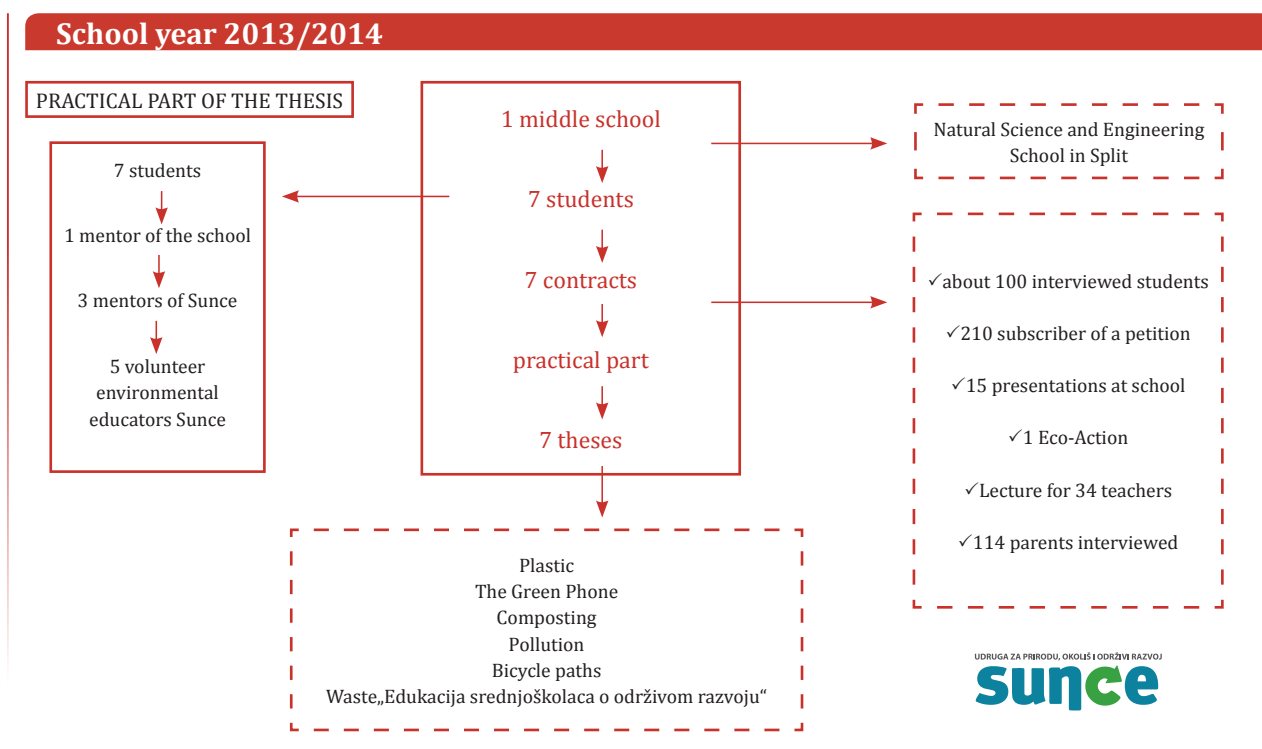 School year 2013/2014
PRACTICAL PART OF THE THESIS
7 students
1 mentor of the school
3 mentors of Sunce
5 volunteer
environmental
educators Sunce
1 middle school
7 students
7 contracts
practical part
7 theses
Natural Science and Engineering
School in Split
✓about 100 interviewed students
✓210 subscriber of a petition
✓15 presentations at school
✓1 Eco-Action
✓Lecture for 34 teachers
✓114 parents interviewed
Plastic
The Green Phone
Composting
Pollution
Bicycle paths
Waste„Edukacija srednjoškolaca o održivom razvoju“
UDRUGA ZA PRIRODU, OKOLIŠ I ODRŽIVI RAZVOJ
sunce